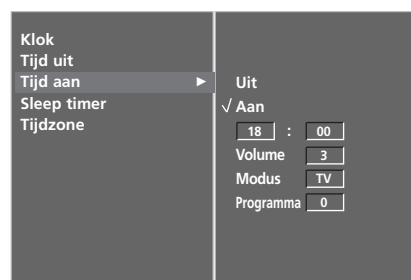 Klok
Tijd uit
Tijd aan ►
Sleep timer
Tijdzone
Uit
√ Aan
18 : 00
Volume 3
Modus TV
Programma 0